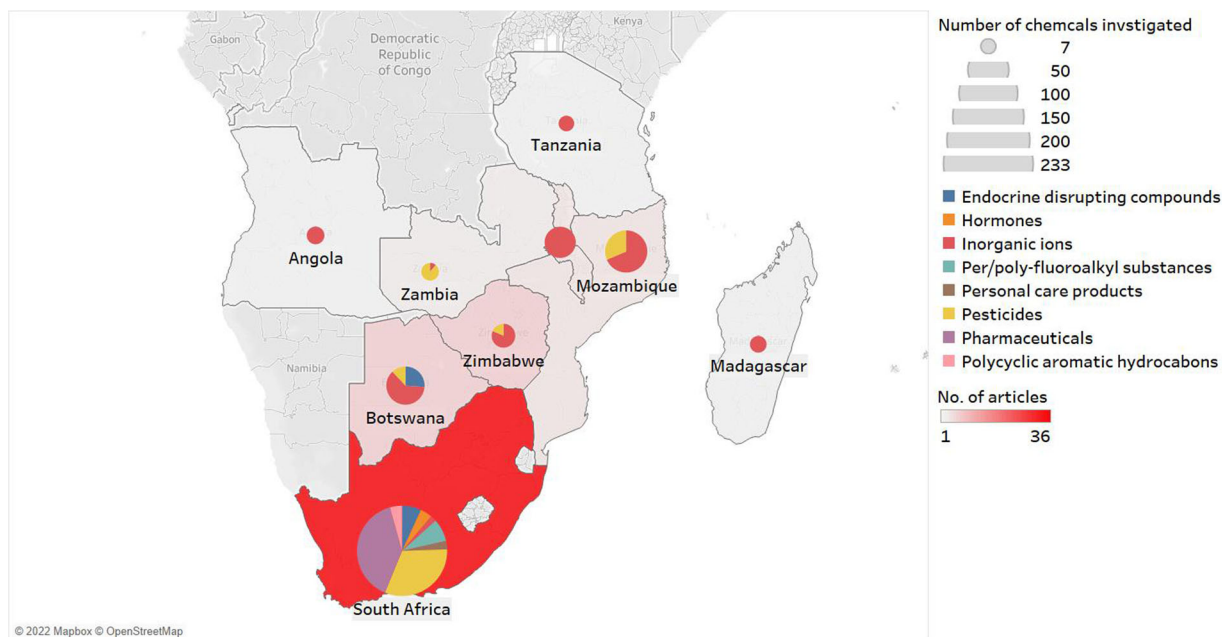 Gabon
Democratic
Republic
of Congo
Kenya
Tanzania
Angola
Zambia
Mozambique
Zimbabwe
Madagascar
Namibia
Botswana
South Africa
© 2022 Mapbox © OpenStreetMap
Number of chemcals invstigated
7
50
100
150
200
233
Endocrine disrupting compounds
Hormones
Inorganic ions
Per/poly-fluoroalkyl substances
Personal care products
Pesticides
Pharmaceuticals
Polycyclic aromatic hydrocabons
No. of articles
1 36